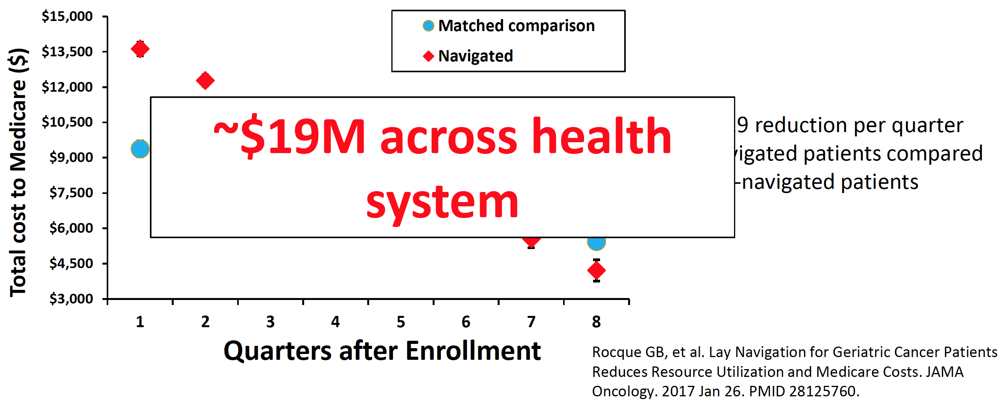 $15,000
$13,500
$12,000
$10,500
$9,000
$7,500
$6,000
$4,500
$3,000
Total cost to Medicare ($)
Matched comparison
Navigated
~$19M across health
system
9 reduction per quarter
vigated patients compared
-navigated patients
1 2 3 4 5 6 7 8
Quarters after Enrollment
Rocque GB, et al. Lay Navigation for Geriatric Cancer Patients
Reduces Resource Utilization and Medicare Costs. JAMA
Oncology. 2017 Jan 26. PMID 28125760.